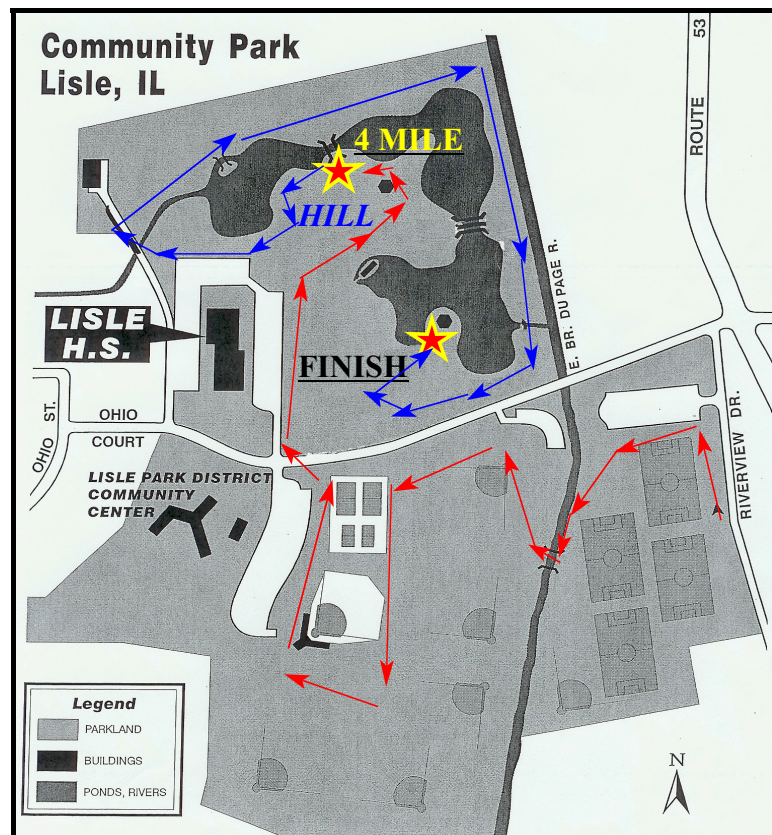 Community Park
Lisle, IL
53
ROUTE
4 MILE
HILL
E. BR. DU PAGE R.
LISLE
H.S.
FINISH
OHIO ST.
OHIO
COURT
RIVERVIEW DR.
LISLE PARK DISTRICT
COMMUNITY
CENTER
Legend
PARKLAND
BUILDINGS
PONDS, RIVERS
N